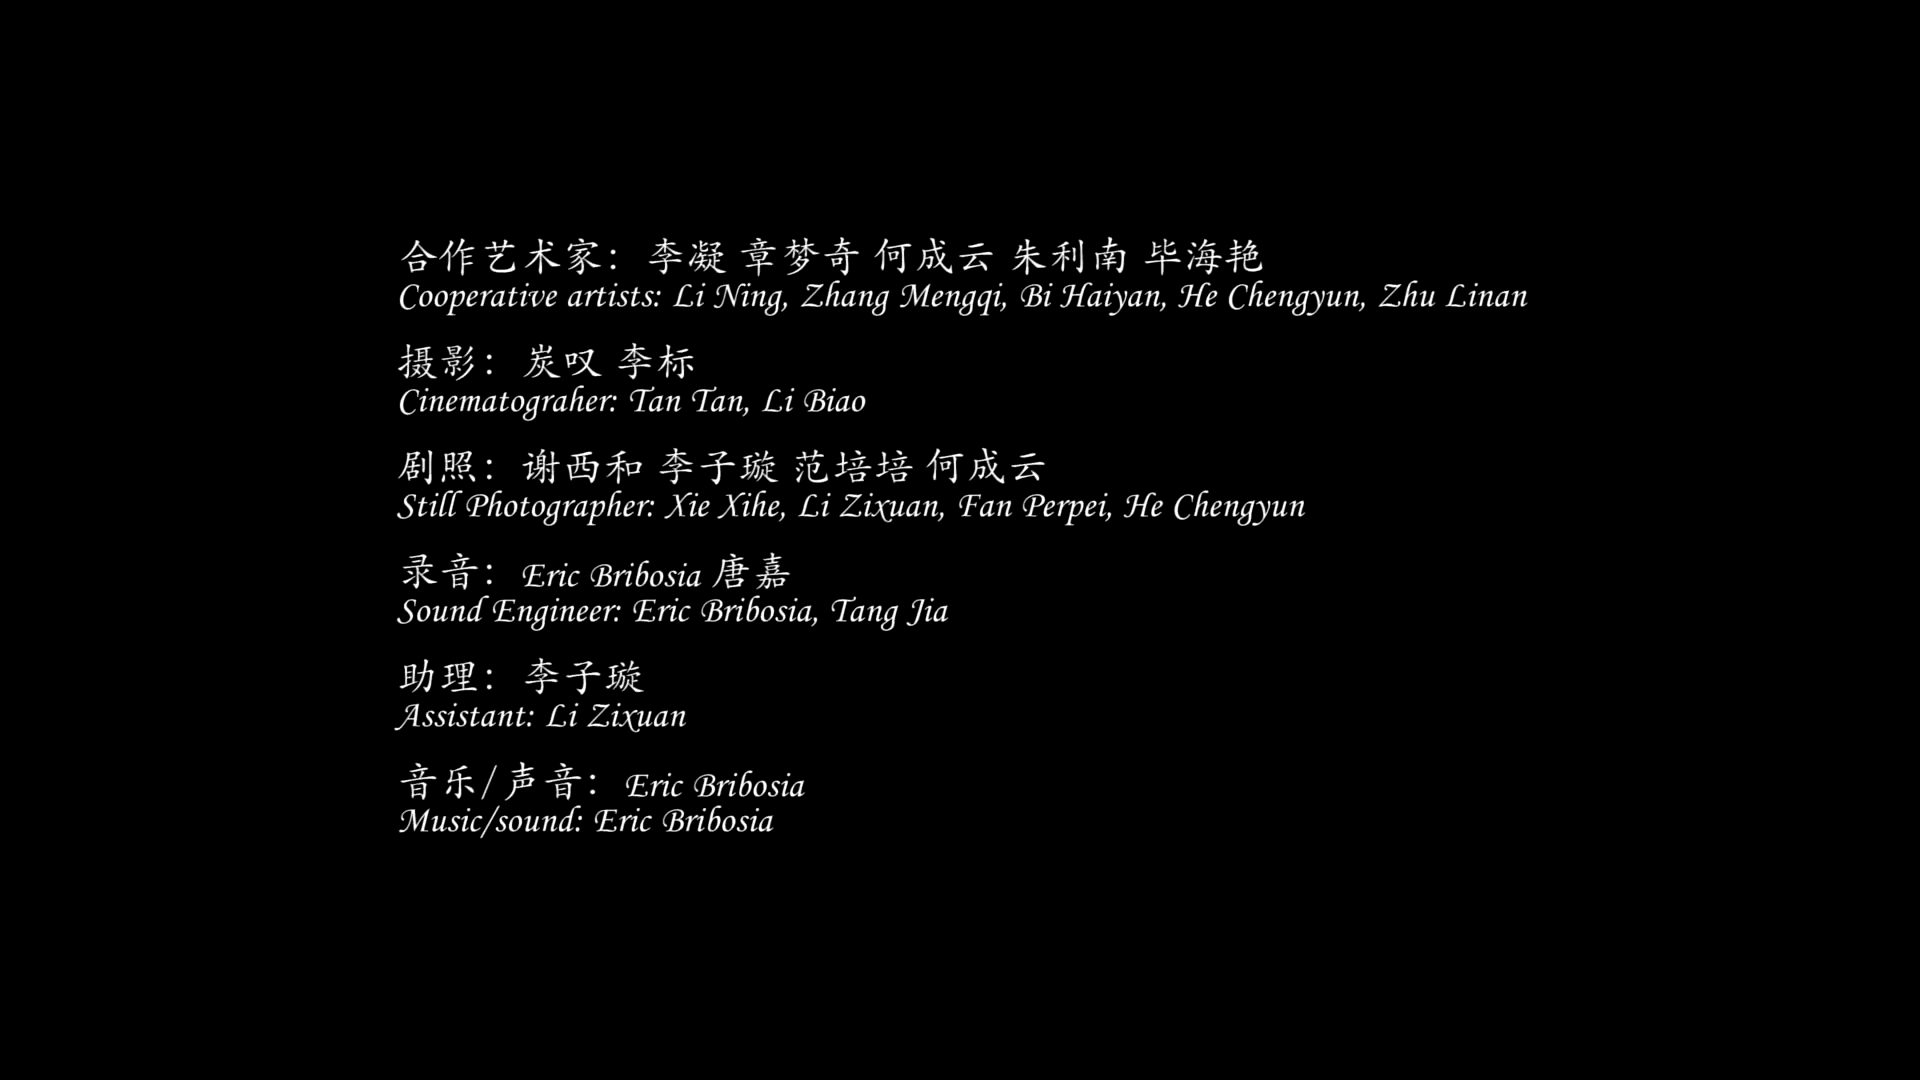 合作艺术家：李凝 章梦奇 何成云 朱利南 毕海艳
Cooperative artists: Li Ning, Zhang Mengqi, Bi Haiyan, He Chengyun, Zhu Linan
摄影：炭叹 李标
Cinematograher: Tan Tan, Li Biao
剧照：谢西和 李子璇 范培培 何成云
Still Photographer: Xie Xihe, Li Zixuan, Fan Perpei, He Chengyun
录音：Eric Bribosia 唐嘉
Sound Engineer: Eric Bribosia, Tang Jia
助理：李子璇
Assistant: Li Zixuan
音乐/声音：Eric Bribosia
Music/sound: Eric Bribosia